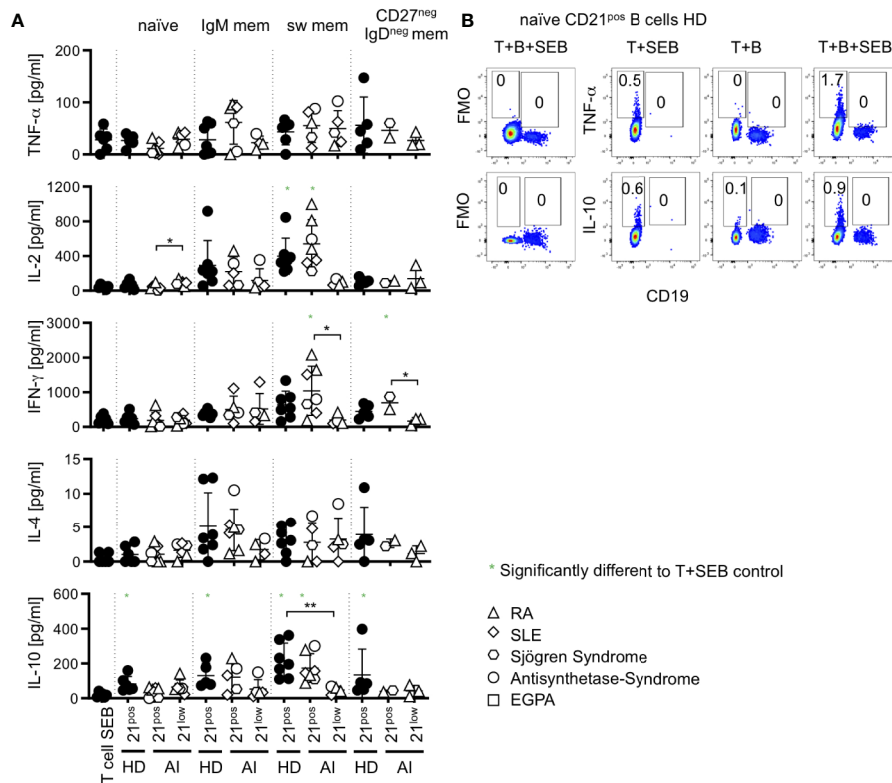 A
naïve
IgM mem
sw mem
CD27neg
IgDneg mem
TNF-α [pg/ml]
200
100
0
IL-2 [pg/ml]
1200
800
400
0
*
*
*
IFN-γ [pg/ml]
3000
2000
1000
0
*
*
*
*
IL-4 [pg/ml]
15
10
5
0
IL-10 [pg/ml]
600
400
200
0
*
*
*
*
**
*
T cell SEB
21pos
21pos
21low
21pos
21pos
21low
21pos
21pos
21low
21pos
21pos
21low
HD
AI
HD
AI
HD
AI
HD
AI
B
naïve CD21pos B cells HD
T+B+SEB
T+SEB
T+B
T+B+SEB
FMO
0
0
TNF-α
0.5
0
0
0
1.7
0
FMO
0
0
IL-10
0.6
0
0.1
0
0.9
0
CD19
* Significantly different to T+SEB control
RA
SLE
Sjögren Syndrome
Antisynthetase-Syndrome
EGPA